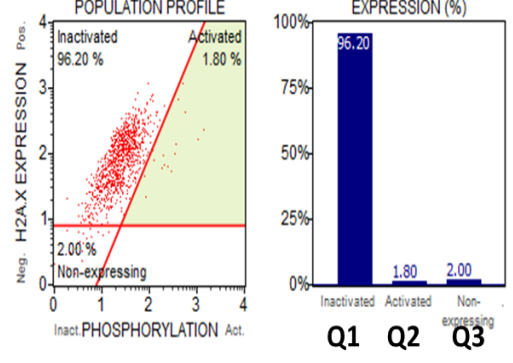 POPULATION PROFILE
4
3
2
1
0
Pos.
H2A.X EXPRESSION
Neg.
Inactivated
96.20 %
Activated
1.80 %
2.00 %
Non-expressing
0 1 2 3 4
Inact. PHOSPHORYLATION Act.
EXPRESSION (%)
100%
75%
50%
25%
0%
96.20
1.80
2.00
Inactivated Activated Non-
expressing
Q1 Q2 Q3